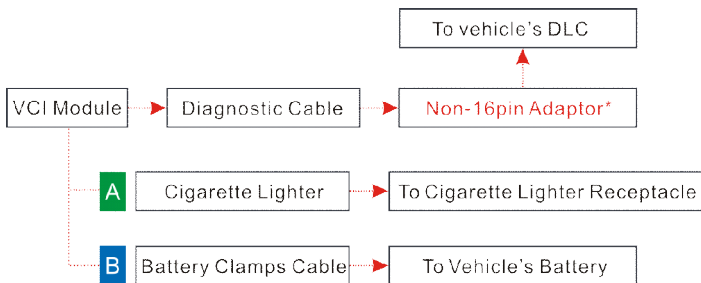 To vehicle's DLC
VCI Module
Diagnostic Cable
Non-16pin Adaptor*
A
Cigarette Lighter
To Cigarette Lighter Receptacle
B
Battery Clamps Cable
To Vehicle's Battery